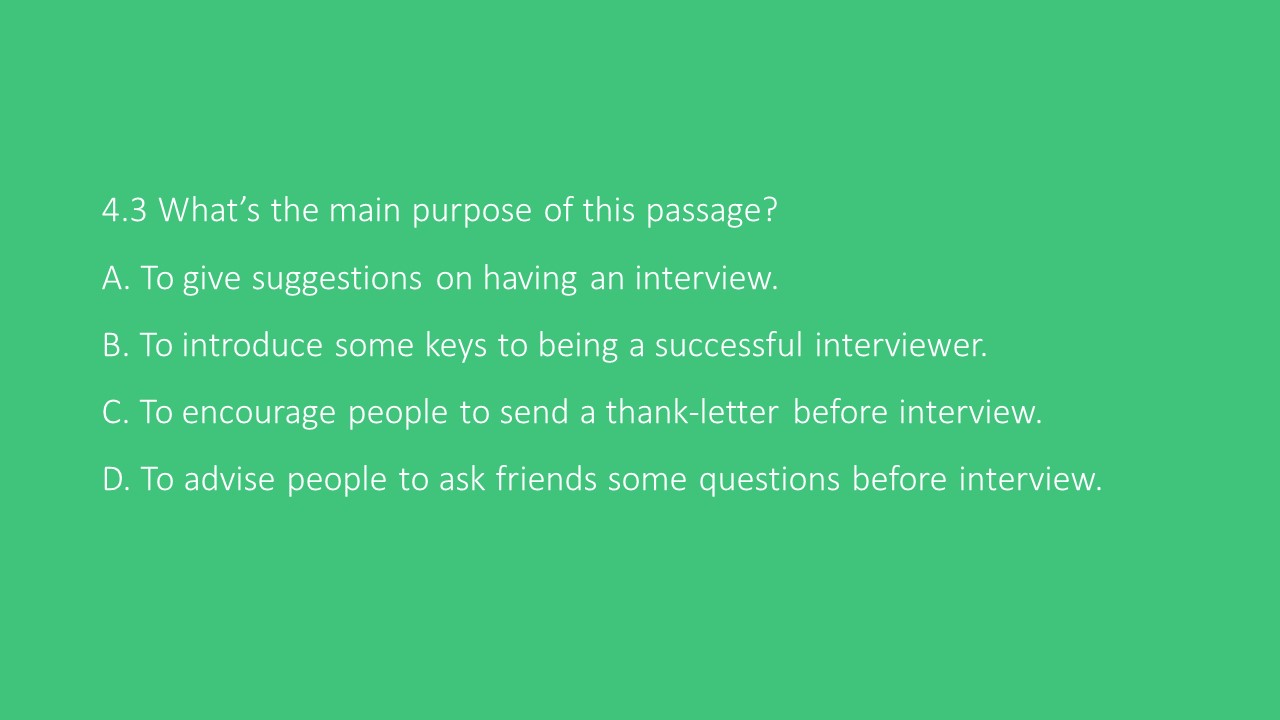 4.3 What’s the main purpose of this passage?
A. To give suggestions on having an interview.
B. To introduce some keys to being a successful interviewer.
C. To encourage people to send a thank-letter before interview.
D. To advise people to ask friends some questions before interview.